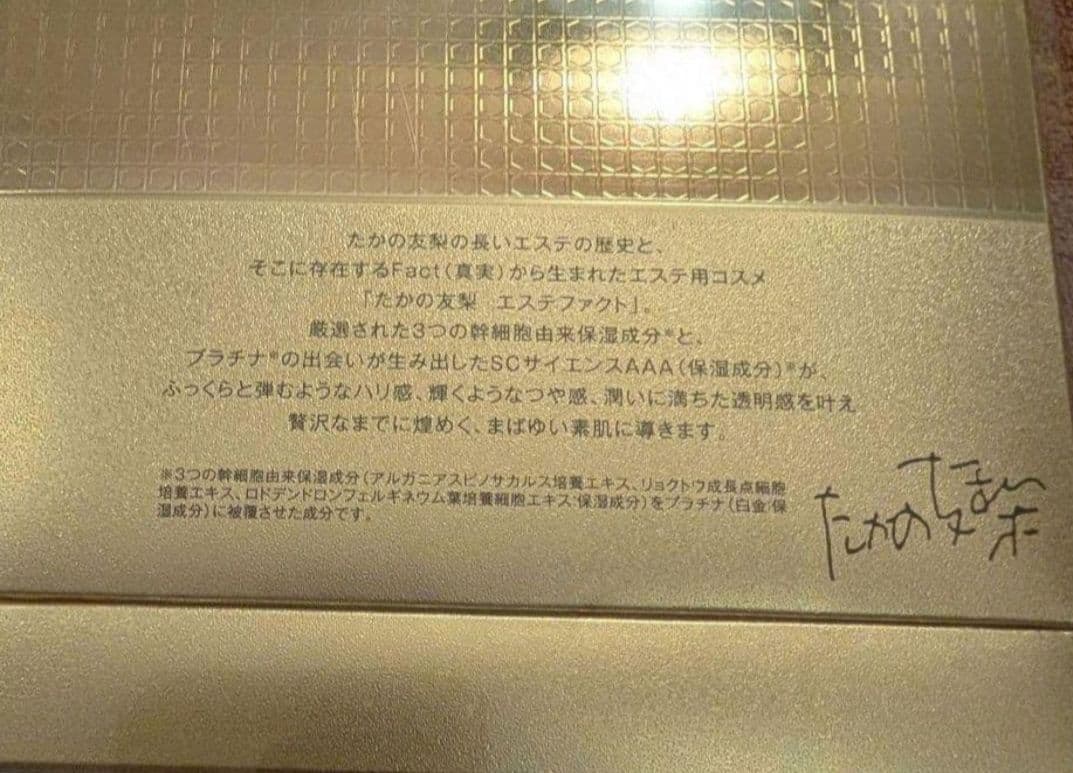 たかの友梨の長いエステの歴史と、
そこに存在するFact(真実)から生まれたエステ用コスメ
「たかの友梨 エステファクト」。
厳選された3つの幹細胞由来保湿成分※と、
プラチナ※の出会いが生み出したSCサイエンスAAA(保湿成分)※が、
ふっくらと弾むようなハリ感、輝くようなつや感、潤いに満ちた透明感を叶え
贅沢なまでに煌めく、まばゆい素肌に導きます。
※3つの幹細胞由来保湿成分(アルガニアスピノサカルス培養エキス、リョクトウ成長点細胞
培養エキス、ロドデンドロンフェルギネウム葉培養細胞エキス:保湿成分)をプラチナ(白金:保
湿成分)に被覆させた成分です。
たかの友梨